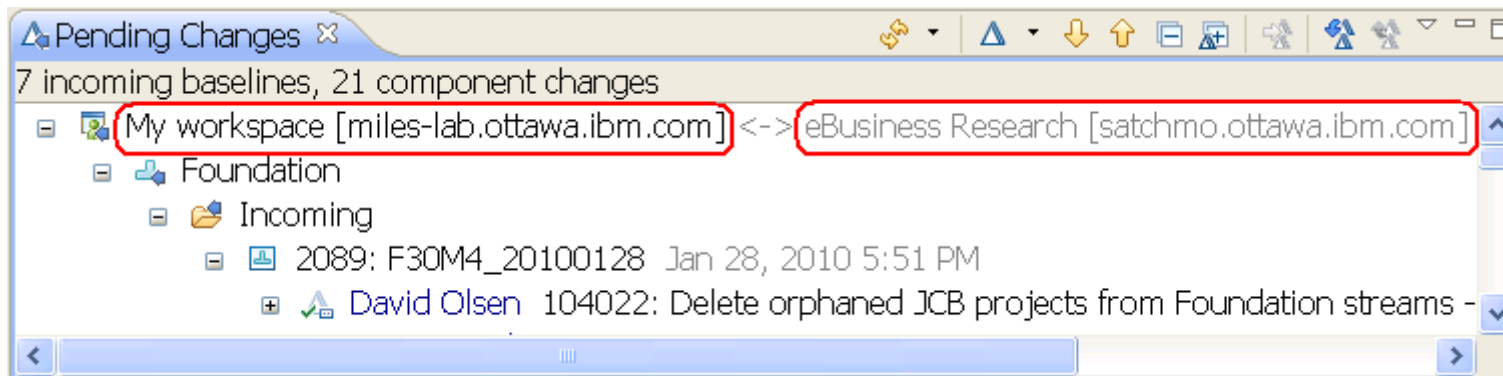 Pending Changes
7 incoming baselines, 21 component changes
My workspace [miles-lab.ottawa.ibm.com] <-> eBusiness Research [satchmo.ottawa.ibm.com]
Foundation
Incoming
2089: F30M4_20100128 Jan 28, 2010 5:51 PM
David Olsen 104022: Delete orphaned JCB projects from Foundation streams -